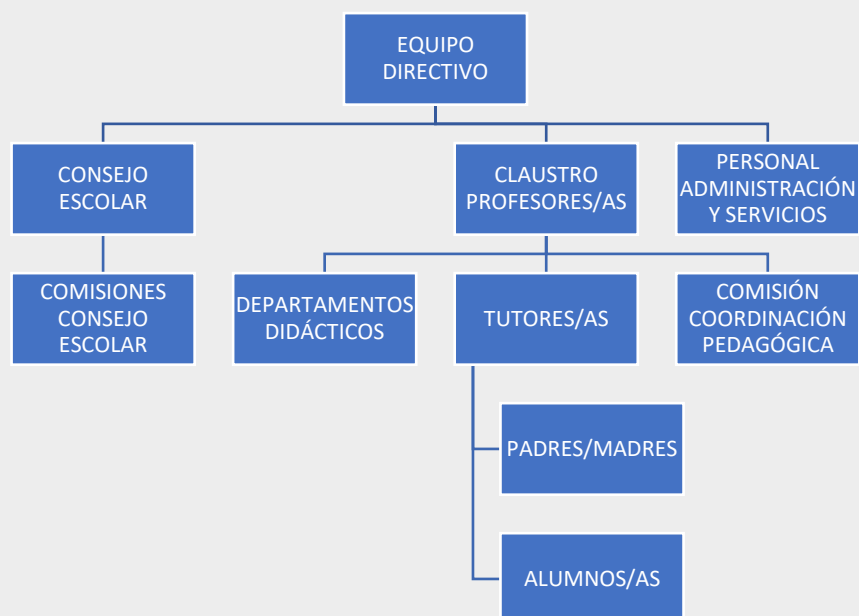 EQUIPO
DIRECTIVO
CONSEJO
ESCOLAR
CLAUSTRO
PROFESORES/AS
PERSONAL
ADMINISTRACIÓN
Y SERVICIOS
COMISIONES
CONSEJO
ESCOLAR
DEPARTAMENTOS
DIDÁCTICOS
TUTORES/AS
COMISIÓN
COORDINACIÓN
PEDAGÓGICA
PADRES/MADRES
ALUMNOS/AS